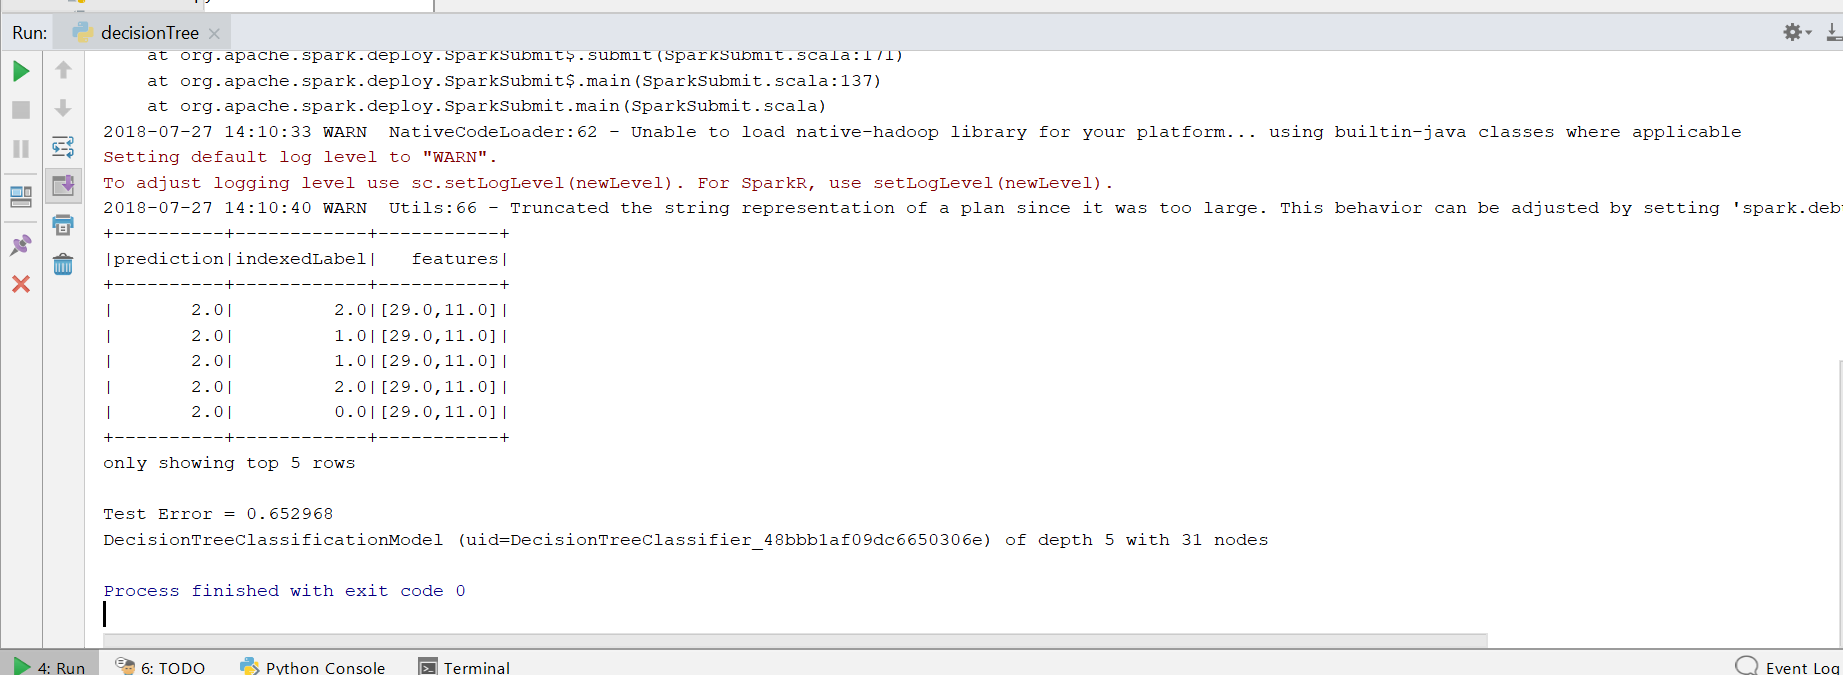 Run: decisionTree
at org.apache.spark.deploy.SparkSubmit$.submit(SparkSubmit.scala:171)
at org.apache.spark.deploy.SparkSubmit$.main(SparkSubmit.scala:137)
at org.apache.spark.deploy.SparkSubmit.main(SparkSubmit.scala)
2018-07-27 14:10:33 WARN  NativeCodeLoader:62 - Unable to load native-hadoop library for your platform... using builtin-java classes where applicable
Setting default log level to "WARN".
To adjust logging level use sc.setLogLevel(newLevel). For SparkR, use setLogLevel(newLevel).
2018-07-27 14:10:40 WARN  Utils:66 - Truncated the string representation of a plan since it was too large. This behavior can be adjusted by setting 'spark.deb
+----------+------------+-----------+
|prediction|indexedLabel|   features|
+----------+------------+-----------+
|       2.0|         2.0|[29.0,11.0]|
|       2.0|         1.0|[29.0,11.0]|
|       2.0|         1.0|[29.0,11.0]|
|       2.0|         2.0|[29.0,11.0]|
|       2.0|         0.0|[29.0,11.0]|
+----------+------------+-----------+
only showing top 5 rows
Test Error = 0.652968
DecisionTreeClassificationModel (uid=DecisionTreeClassifier_48bbb1af09dc6650306e) of depth 5 with 31 nodes
Process finished with exit code 0
4: Run 6: TODO Python Console Terminal Event Log